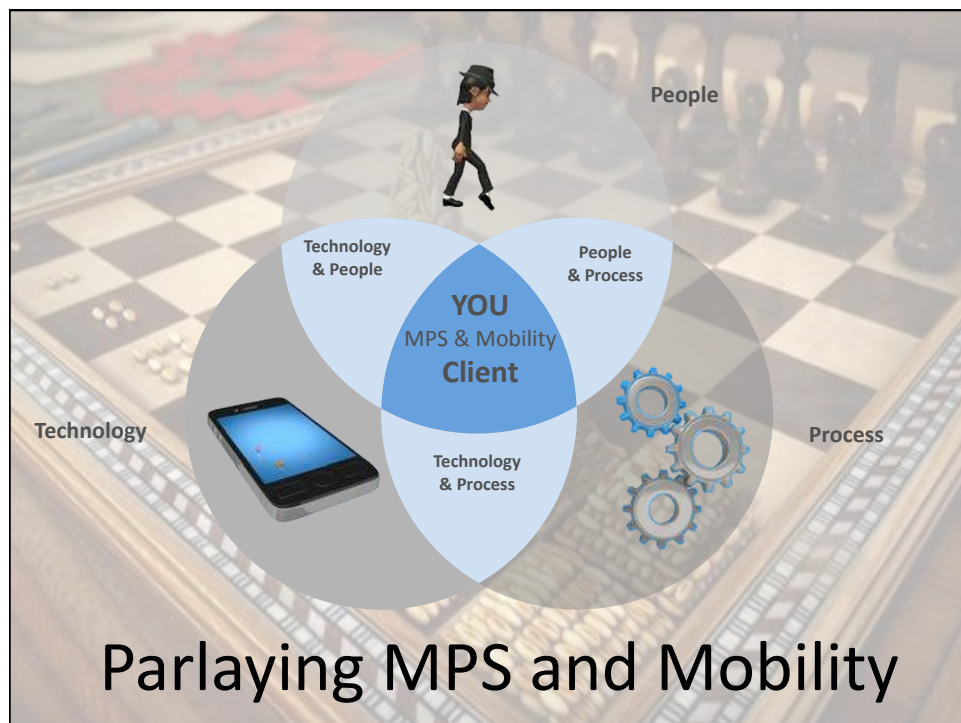 People
Technology
& People
People
& Process
YOU
MPS & Mobility
Client
Technology
Process
Technology
& Process
Parlaying MPS and Mobility